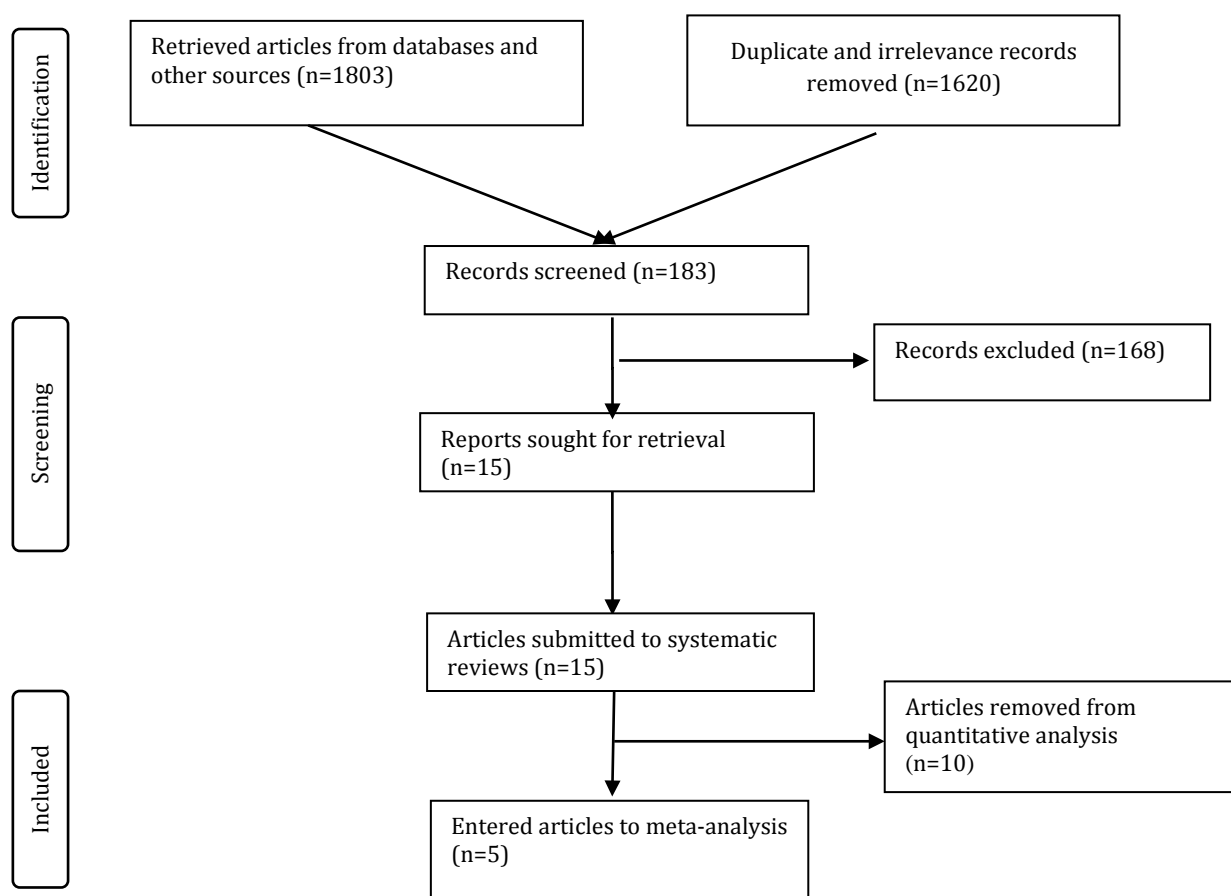 Identification
Retrieved articles from databases and
other sources (n=1803)
Duplicate and irrelevance records
removed (n=1620)
Records screened (n=183)
Screening
Records excluded (n=168)
Reports sought for retrieval
(n=15)
Articles submitted to systematic
reviews (n=15)
Included
Articles removed from
quantitative analysis
(n=10)
Entered articles to meta-analysis
(n=5)